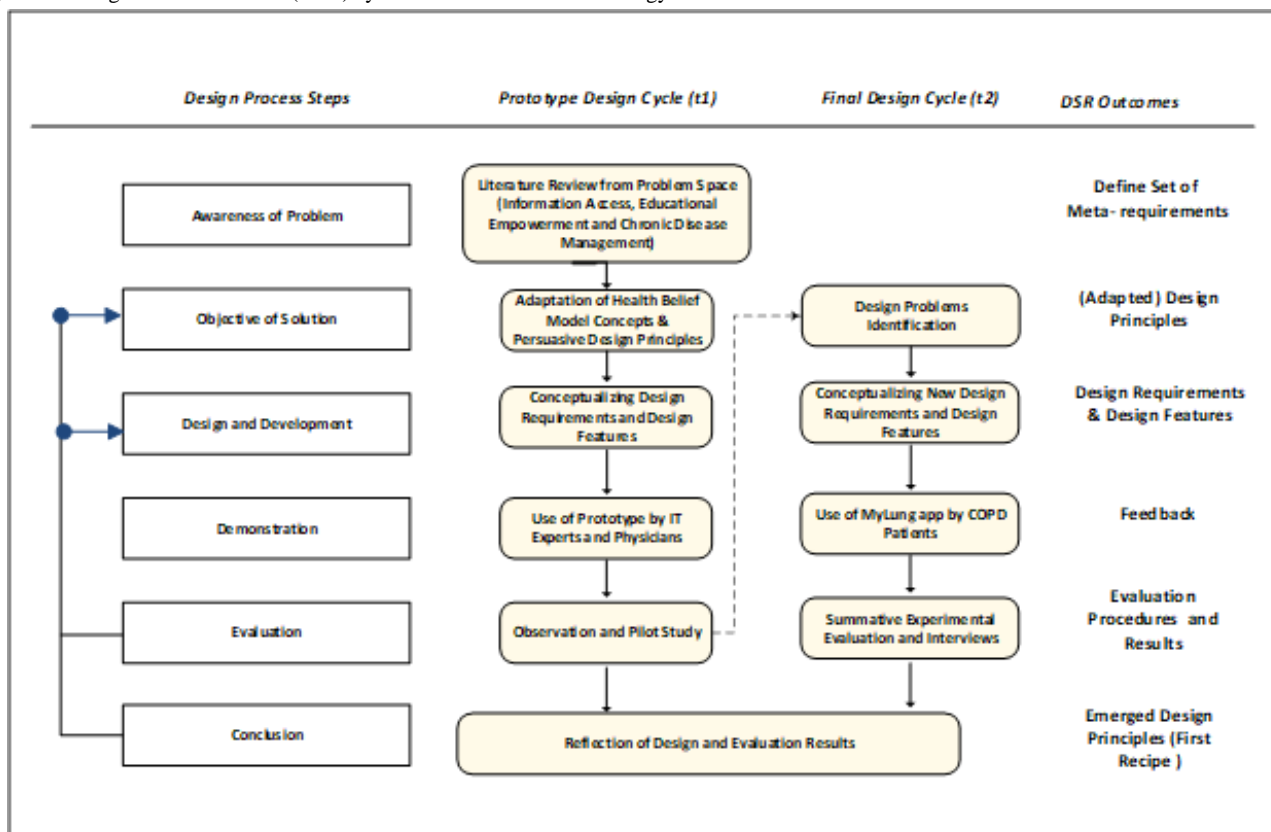 Design Process Steps
Prototype Design Cycle (t1)
Final Design Cycle (t2)
DSR Outcomes
Awareness of Problem
Literature Review from Problem Space
(Information Access, Educational
Empowerment and Chronic Disease
Management)
Define Set of
Meta- requirements
Objective of Solution
Adaptation of Health Belief
Model Concepts &
Persuasive Design Principles
Design Problems
Identification
(Adapted) Design
Principles
Design and Development
Conceptualizing Design
Requirements and Design
Features
Conceptualizing New Design
Requirements and Design
Features
Design Requirements
& Design Features
Demonstration
Use of Prototype by IT
Experts and Physicians
Use of MyLung app by COPD
Patients
Feedback
Evaluation
Observation and Pilot Study
Summative Experimental
Evaluation and Interviews
Evaluation
Procedures and
Results
Conclusion
Reflection of Design and Evaluation Results
Emerged Design
Principles (First
Recipe )